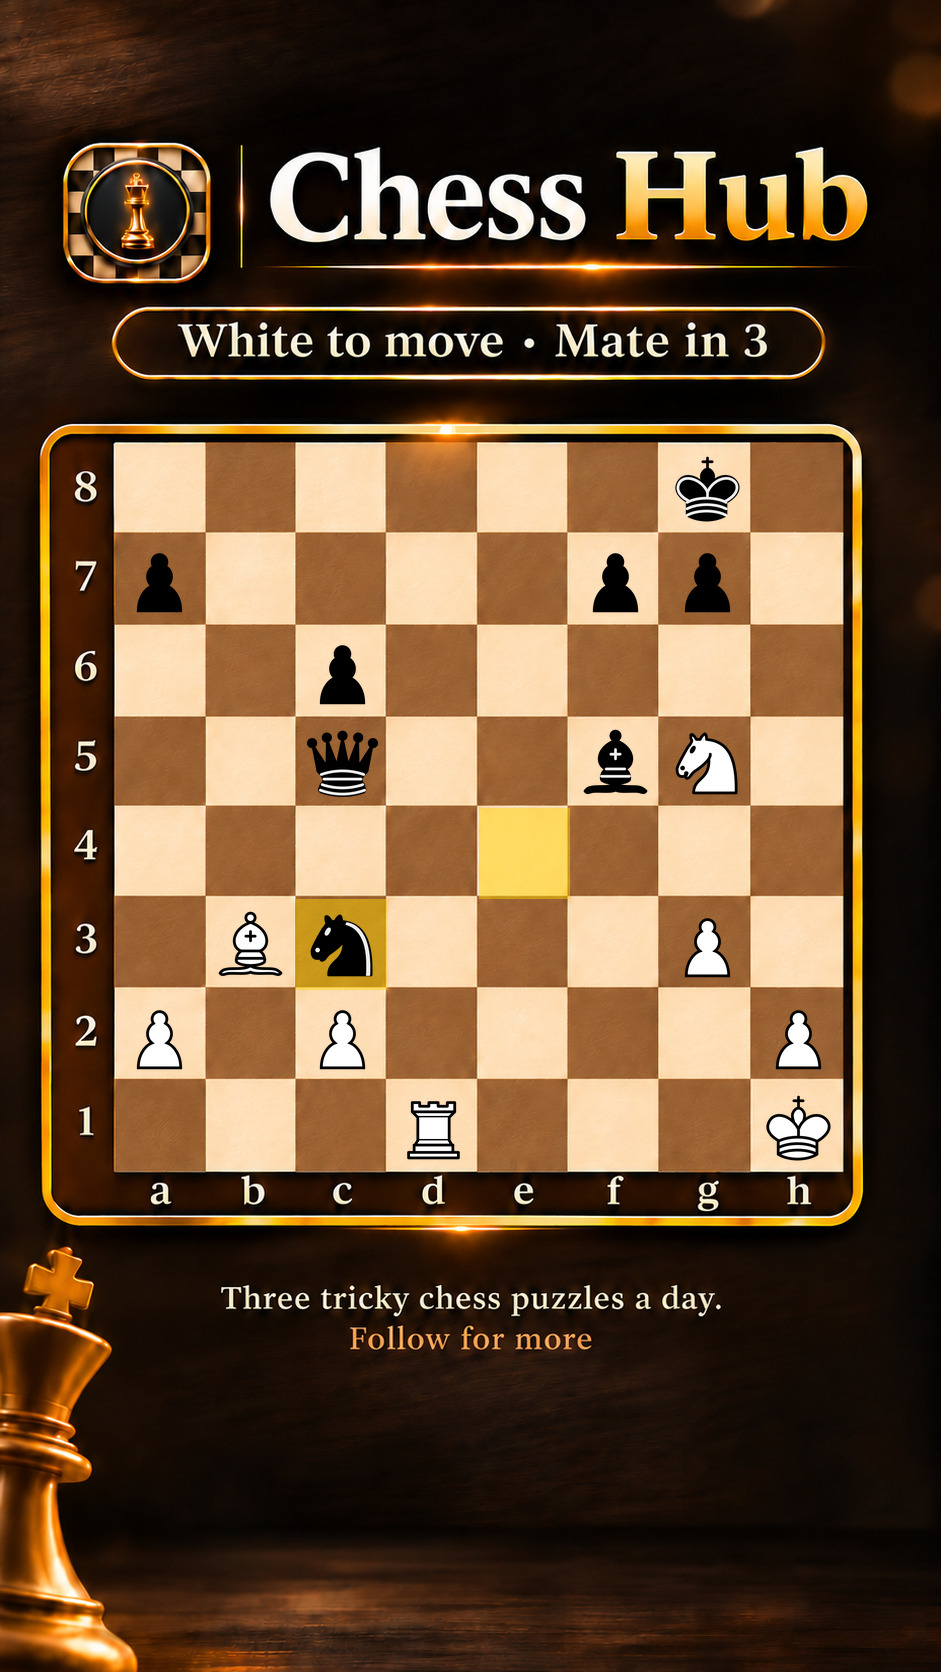 Chess Hub
White to move • Mate in 3
8
7
6
5
4
3
2
1
a b c d e f g h
Three tricky chess puzzles a day.
Follow for more